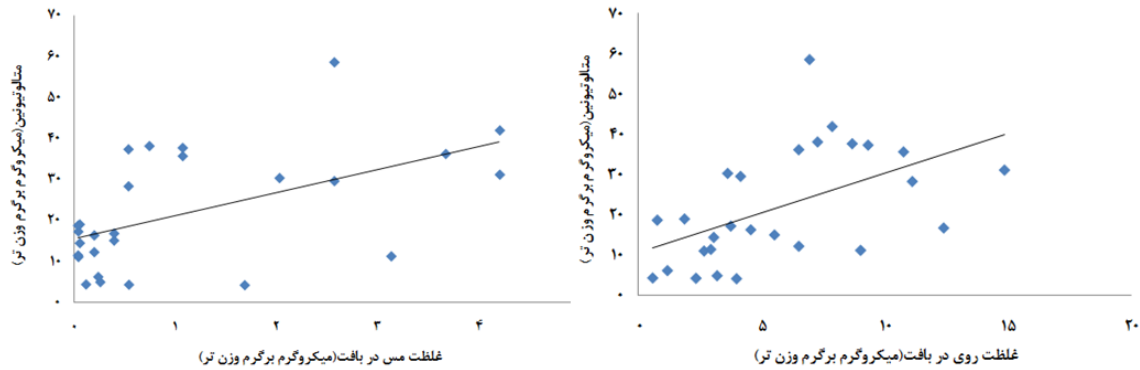 متالوتیونین(میکروگرم برگرم وزن تر)
۷۰
۶۰
۵۰
۴۰
۳۰
۲۰
۱۰
۰
۰ ۱ ۲ ۳ ۴
غلظت مس در بافت(میکروگرم برگرم وزن تر)
متالوتیونین(میکروگرم برگرم وزن تر)
۷۰
۶۰
۵۰
۴۰
۳۰
۲۰
۱۰
۰
۰ ۵ ۱۰ ۱۵ ۲۰
غلظت روی در بافت(میکروگرم برگرم وزن تر)